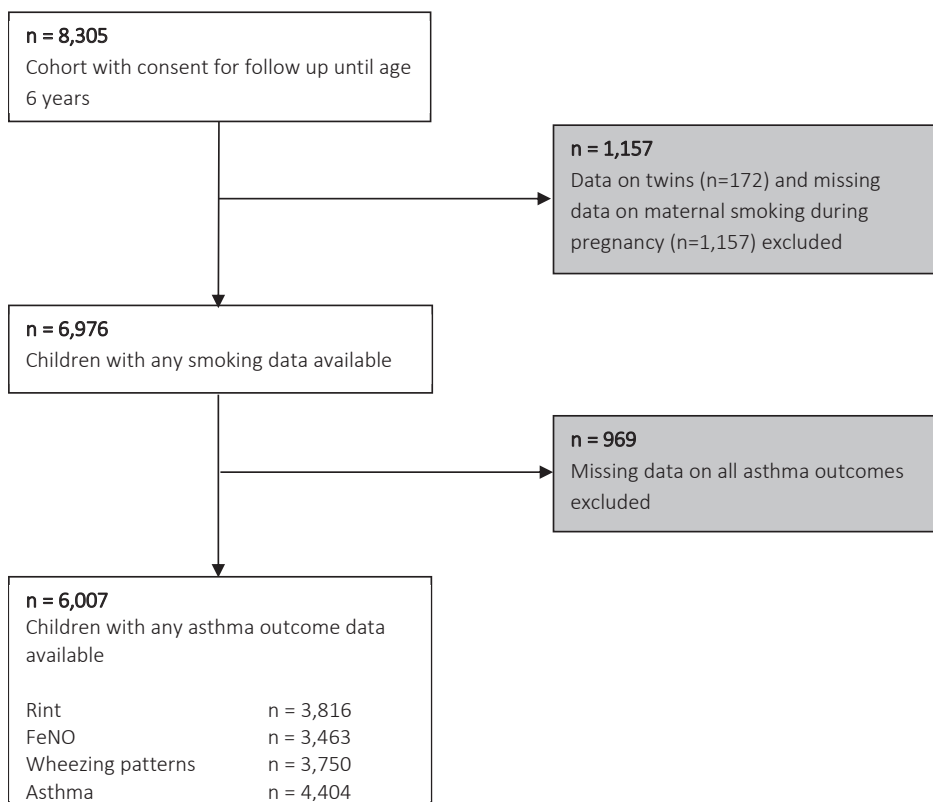 n = 8,305
Cohort with consent for follow up until age
6 years
n = 1,157
Data on twins (n=172) and missing
data on maternal smoking during
pregnancy (n=1,157) excluded
n = 6,976
Children with any smoking data available
n = 969
Missing data on all asthma outcomes
excluded
n = 6,007
Children with any asthma outcome data
available
Rint n = 3,816
FeNO n = 3,463
Wheezing patterns n = 3,750
Asthma n = 4,404